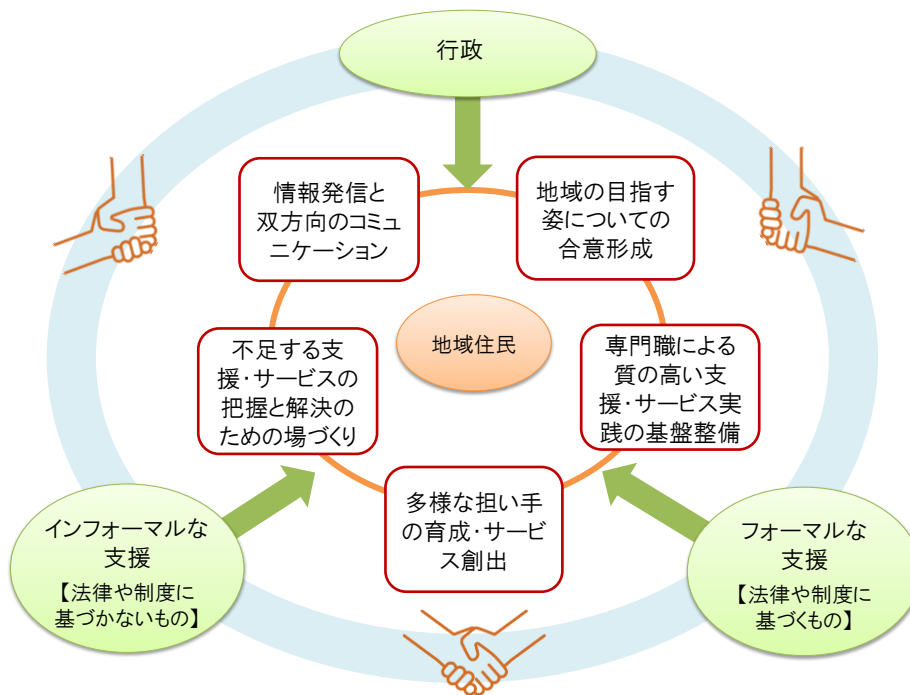 行政
情報発信と
双方向のコミュ
ニケーション
地域の目指す
姿についての
合意形成
地域住民
不足する支
援・サービスの
把握と解決の
ための場づくり
専門職による
質の高い支
援・サービス実
践の基盤整備
多様な担い手
の育成・サービ
ス創出
インフォーマルな
支援
【法律や制度に
基づかないもの】
フォーマルな
支援
【法律や制度に
基づくもの】